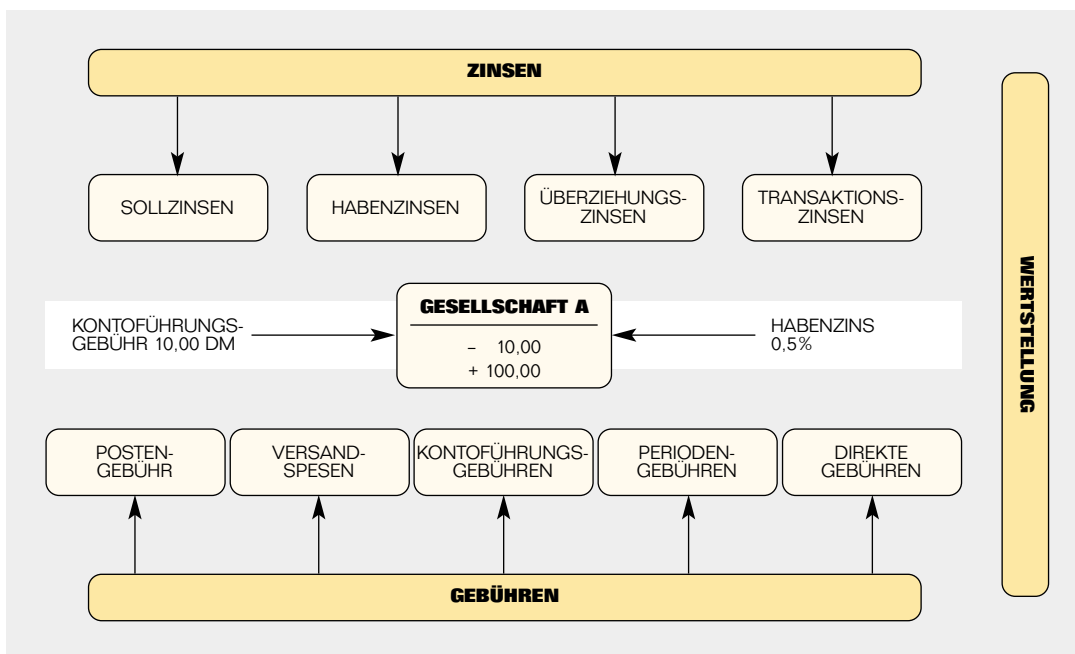 ZINSEN
SOLLZINSEN
HABENZINSEN
ÜBERZIEHUNGS-
ZINSEN
TRANSAKTIONS-
ZINSEN
WERTSTELLUNG
KONTOFÜHRUNGS-
GEBÜHR 10,00 DM
GESELLSCHAFT A
– 10,00
+ 100,00
HABENZINS
0,5%
POSTEN-
GEBÜHR
VERSAND-
SPESEN
KONTOFÜHRUNGS-
GEBÜHREN
PERIODEN-
GEBÜHREN
DIREKTE
GEBÜHREN
GEBÜHREN